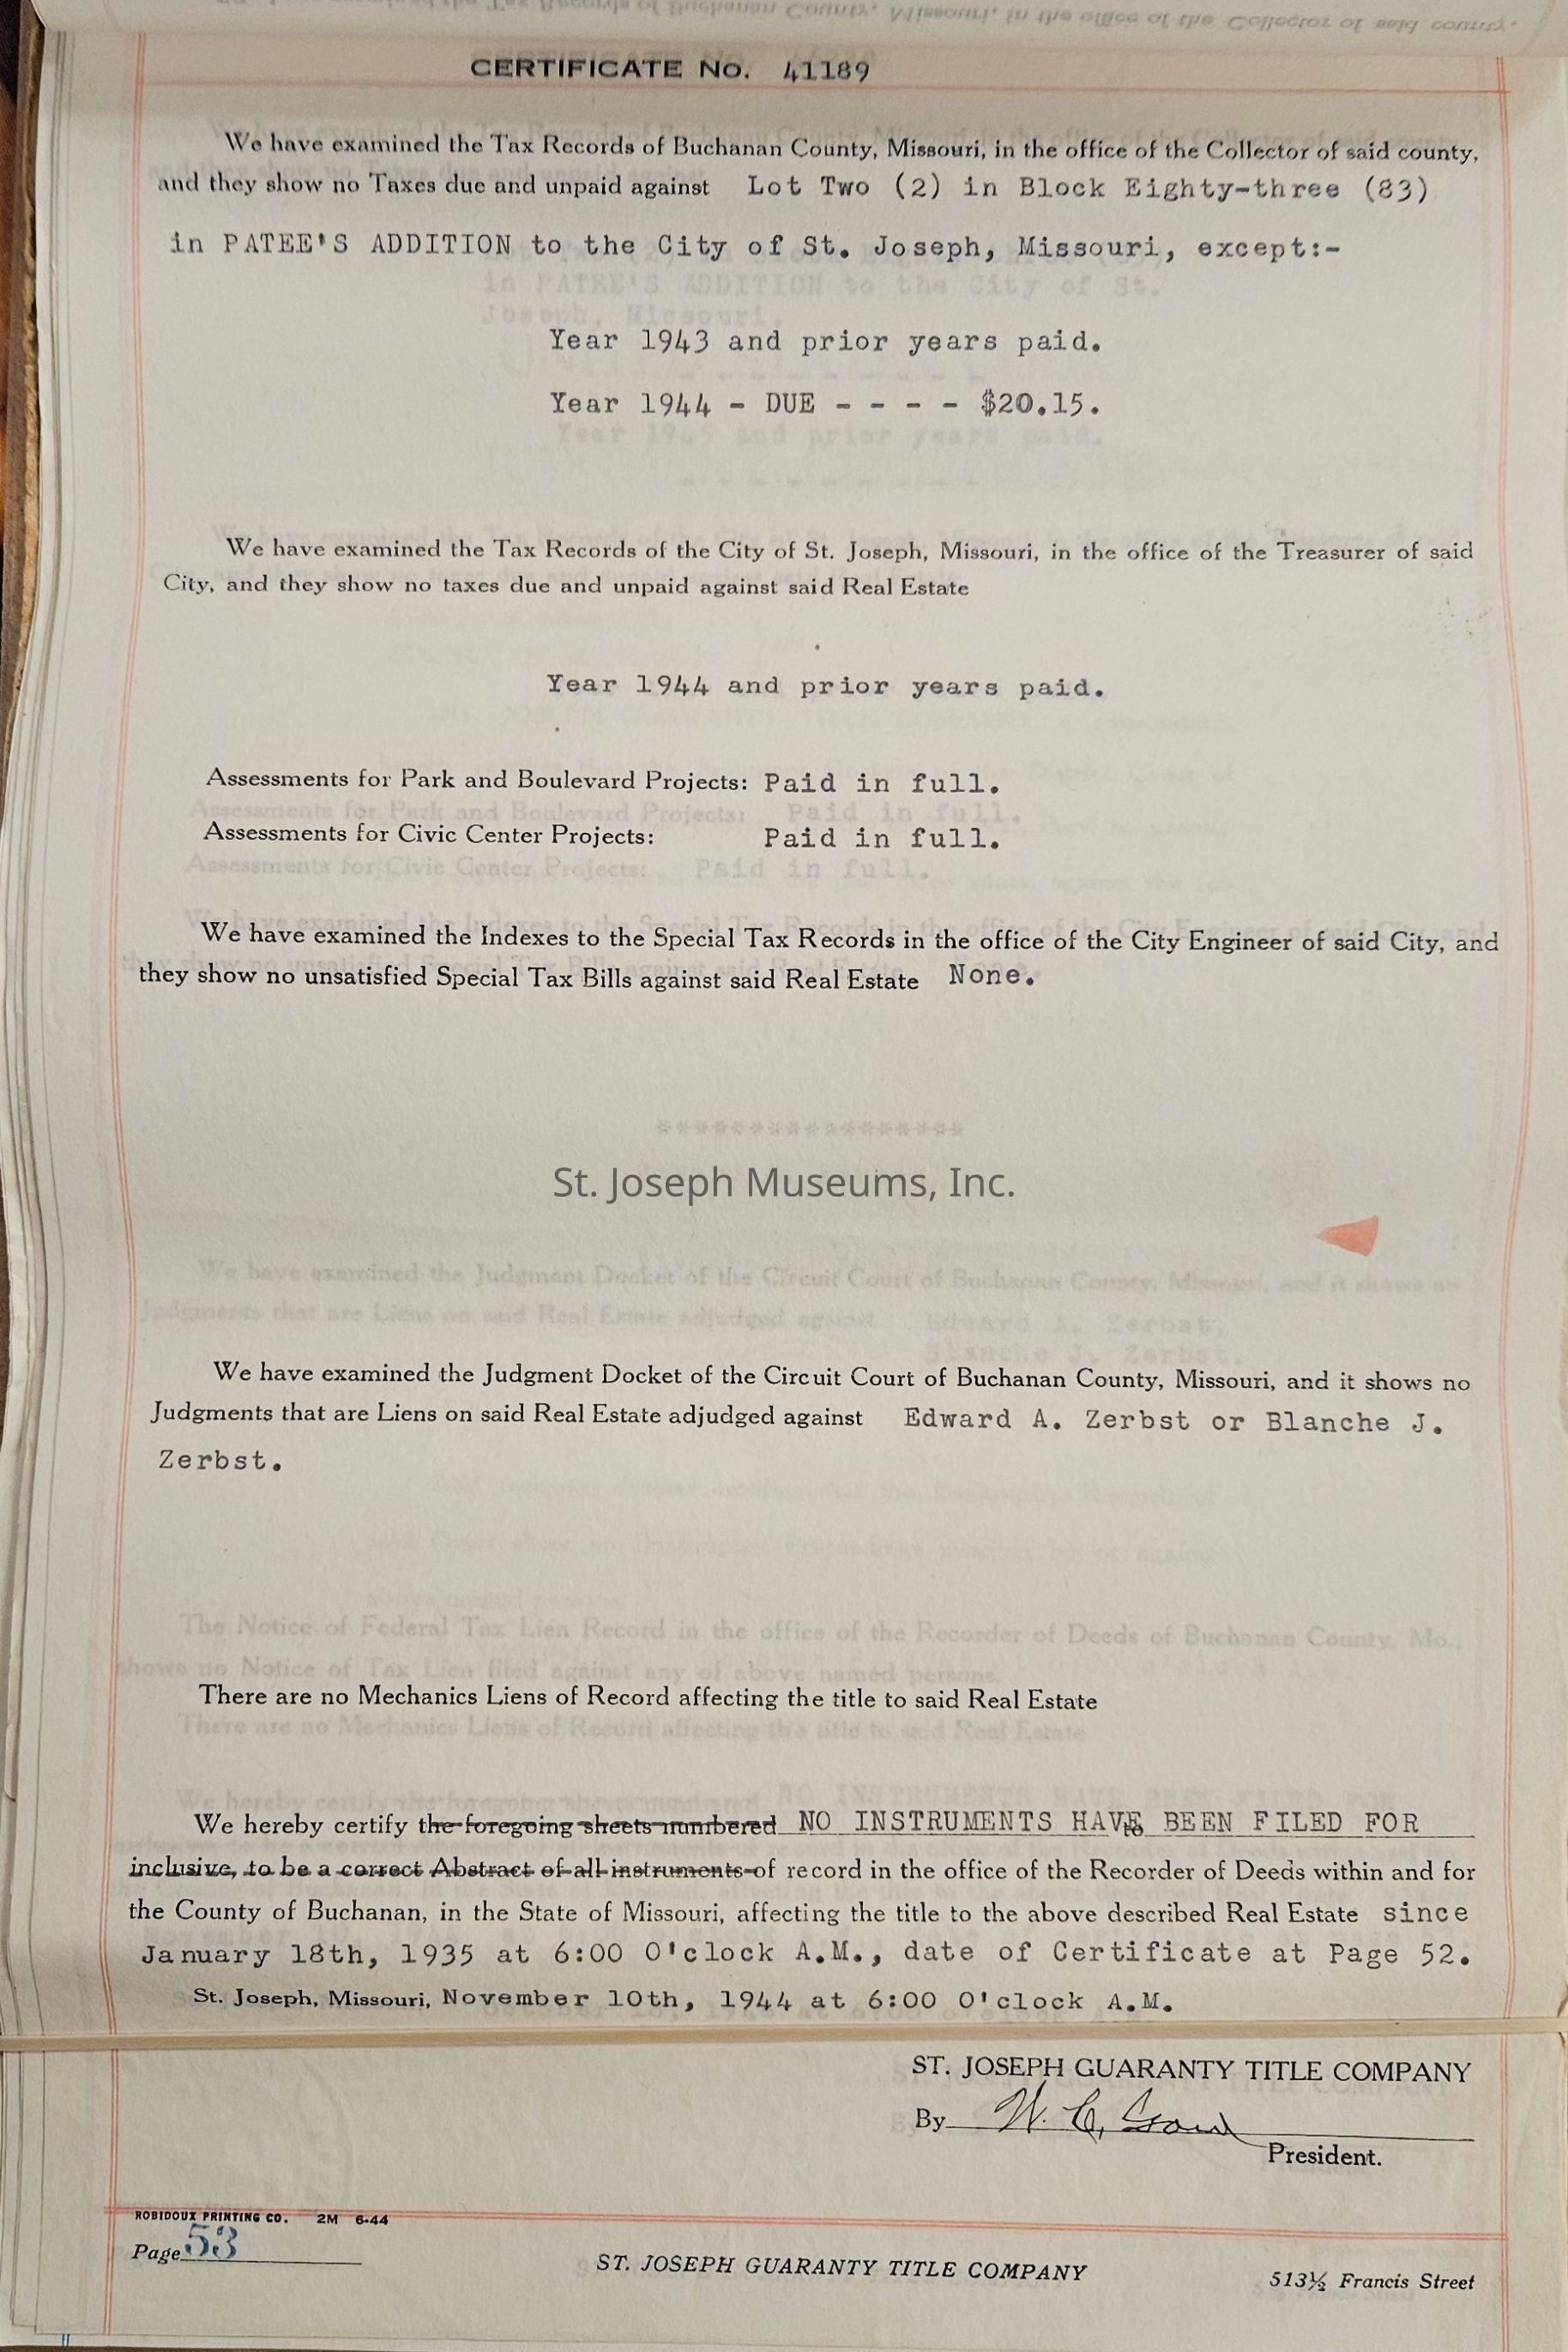 CERTIFICATE No. 41189
We have examined the Tax Records of Buchanan County, Missouri, in the office of the Collector of said county,
and they show no Taxes due and unpaid against Lot Two (2) in Block Eighty-three (83)
in PATEE'S ADDITION to the City of St. Joseph, Missouri, except:-
Year 1943 and prior years paid.
Year 1944 - DUE - - - - $20.15.
We have examined the Tax Records of the City of St. Joseph, Missouri, in the office of the Treasurer of said
City, and they show no taxes due and unpaid against said Real Estate
Year 1944 and prior years paid.
Assessments for Park and Boulevard Projects: Paid in full.
Assessments for Civic Center Projects: Paid in full.
We have examined the Indexes to the Special Tax Records in the office of the City Engineer of said City, and
they show no unsatisfied Special Tax Bills against said Real Estate None.
St. Joseph Museums, Inc.
We have examined the Judgment Docket of the Circuit Court of Buchanan County, Missouri, and it shows no
Judgments that are Liens on said Real Estate adjudged against Edward A. Zerbst or Blanche J.
Zerbst.
There are no Mechanics Liens of Record affecting the title to said Real Estate
We hereby certify the foregoing sheets numbered NO INSTRUMENTS HAVE to BEEN FILED FOR
inclusive, to be a correct Abstract of all instruments of record in the office of the Recorder of Deeds within and for
the County of Buchanan, in the State of Missouri, affecting the title to the above described Real Estate since
January 18th, 1935 at 6:00 O'clock A.M., date of Certificate at Page 52.
St. Joseph, Missouri, November 10th, 1944 at 6:00 O'clock A.M.
ST. JOSEPH GUARANTY TITLE COMPANY
By W. C.
President.
ROBIDOUX PRINTING CO. 2M 6-44
Page 53
ST. JOSEPH GUARANTY TITLE COMPANY
513½ Francis Street